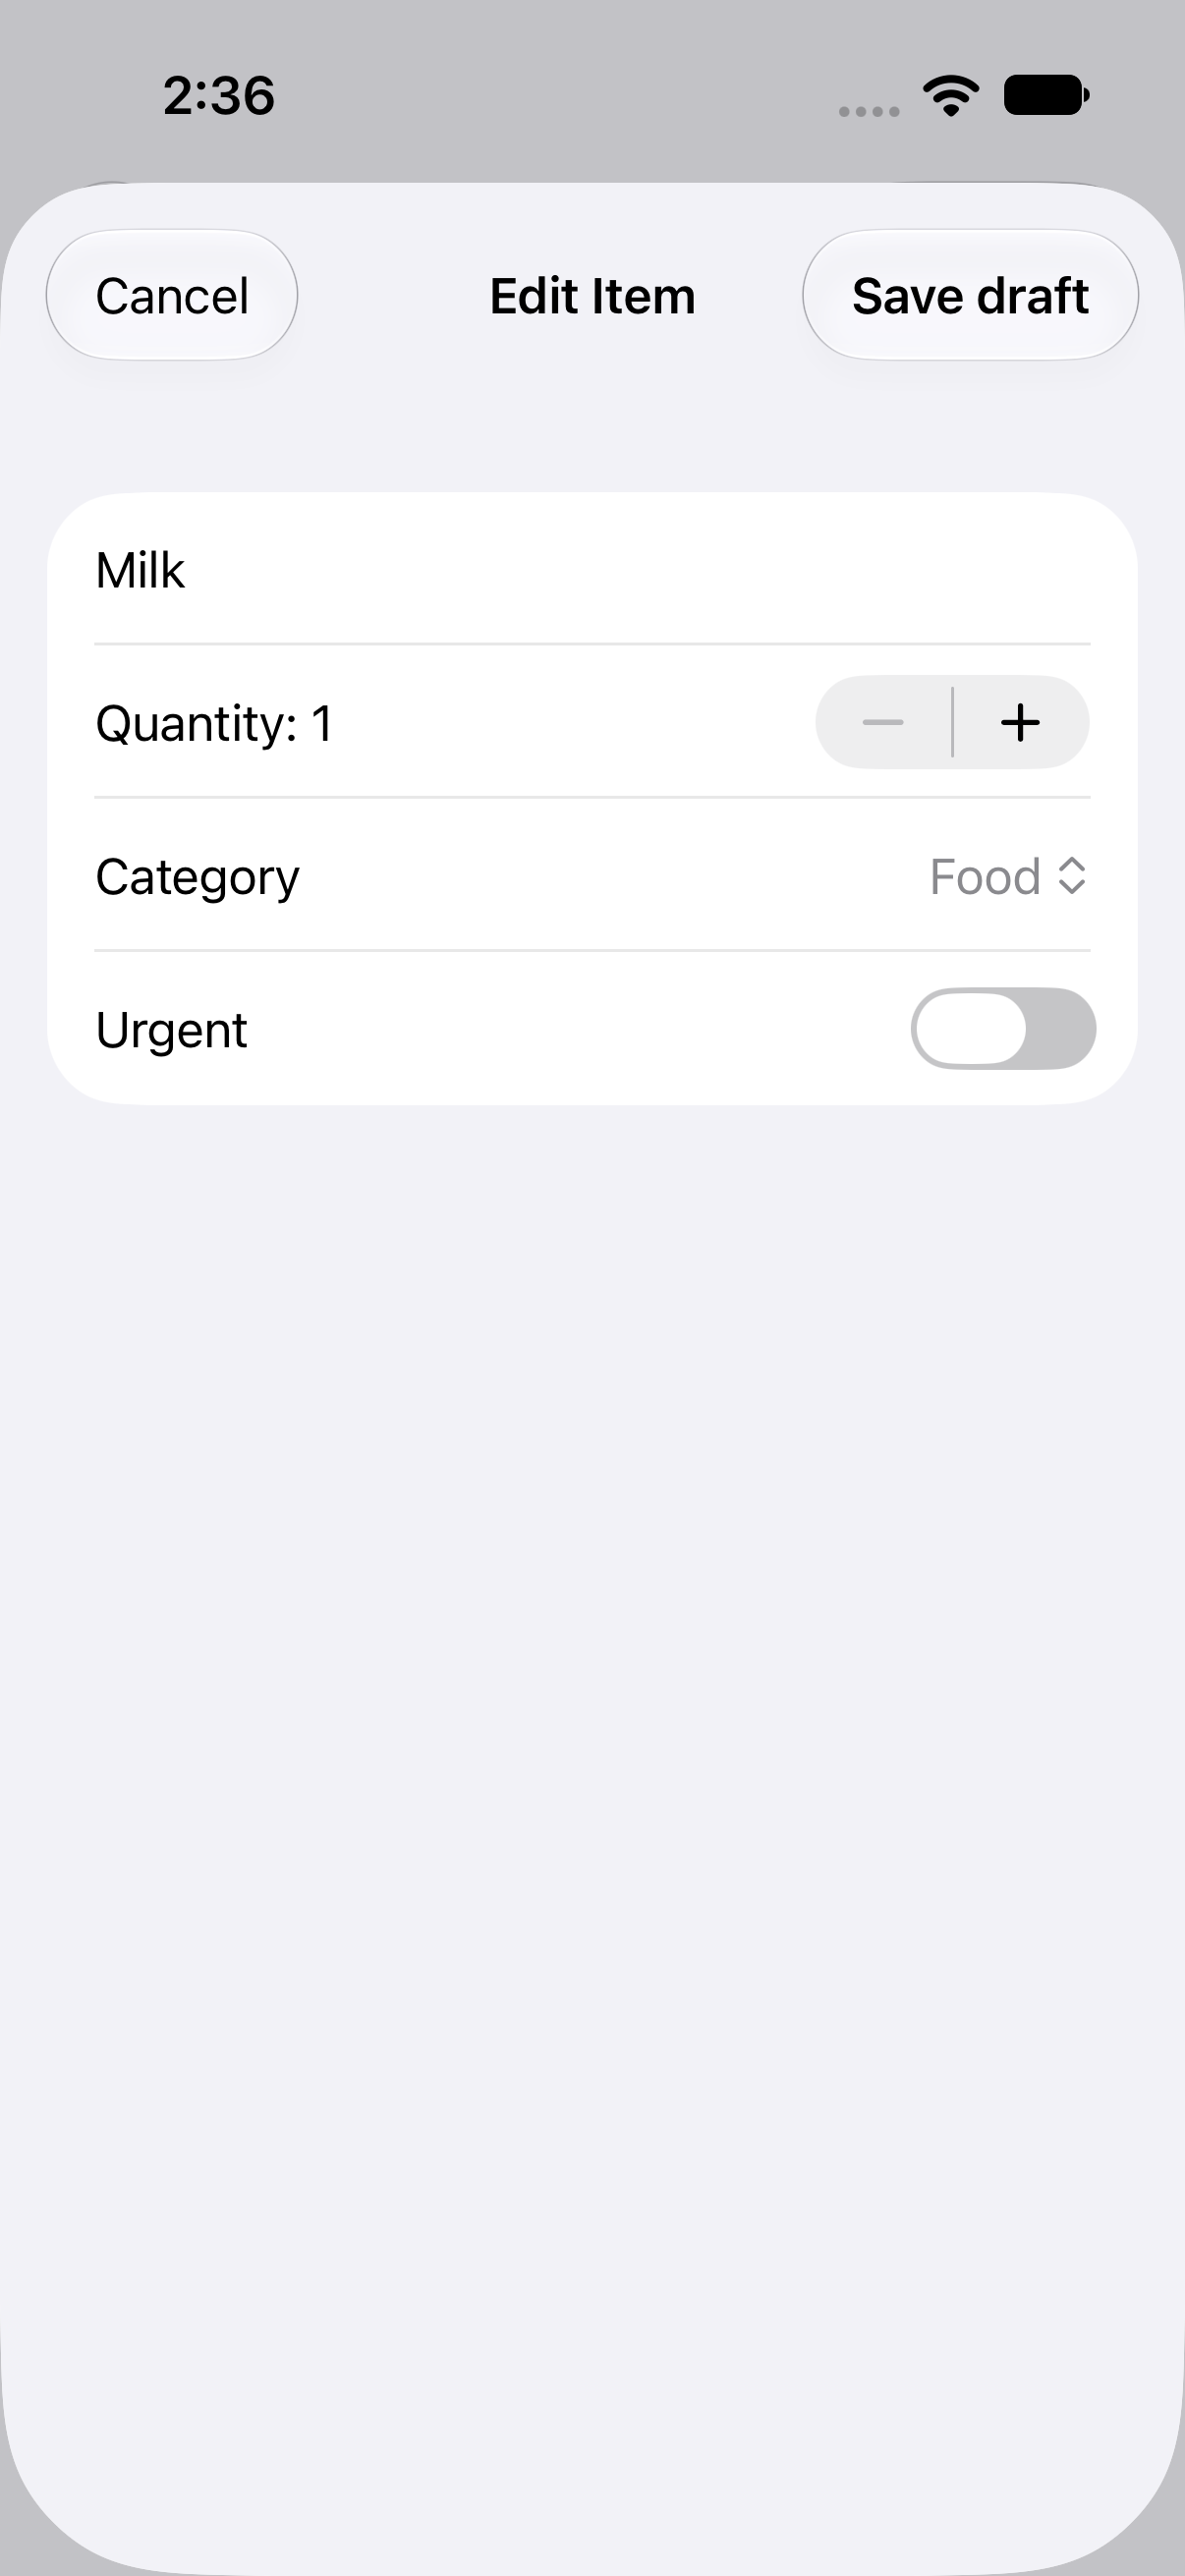 2:36
Cancel
Edit Item
Save draft
Milk
Quantity: 1
Category
Food
Urgent